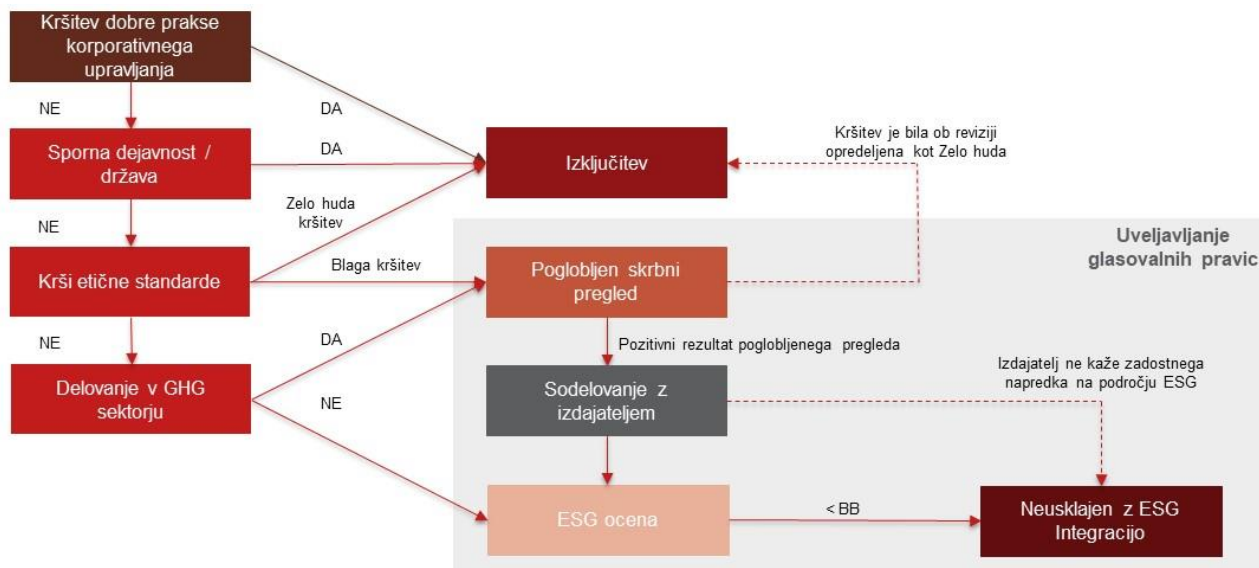 Kršitev dobre prakse
korporativnega
upravljanja
NE
DA
Sporna dejavnost /
država
DA
Izključitev
Kršitev je bila ob reviziji
opredeljena kot Zelo huda
NE
Zelo huda
kršitev
Uveljavljanje
glasovalnih pravic
Krši etične standarde
Blaga kršitev
Poglobljen skrbni
pregled
NE
DA
Pozitivni rezultat poglobljenega pregleda
Delovanje v GHG
sektorju
NE
Sodelovanje z
izdajateljem
Izdajatelj ne kaže zadostnega
napredka na področju ESG
ESG ocena
< BB
Neusklajen z ESG
Integracijo